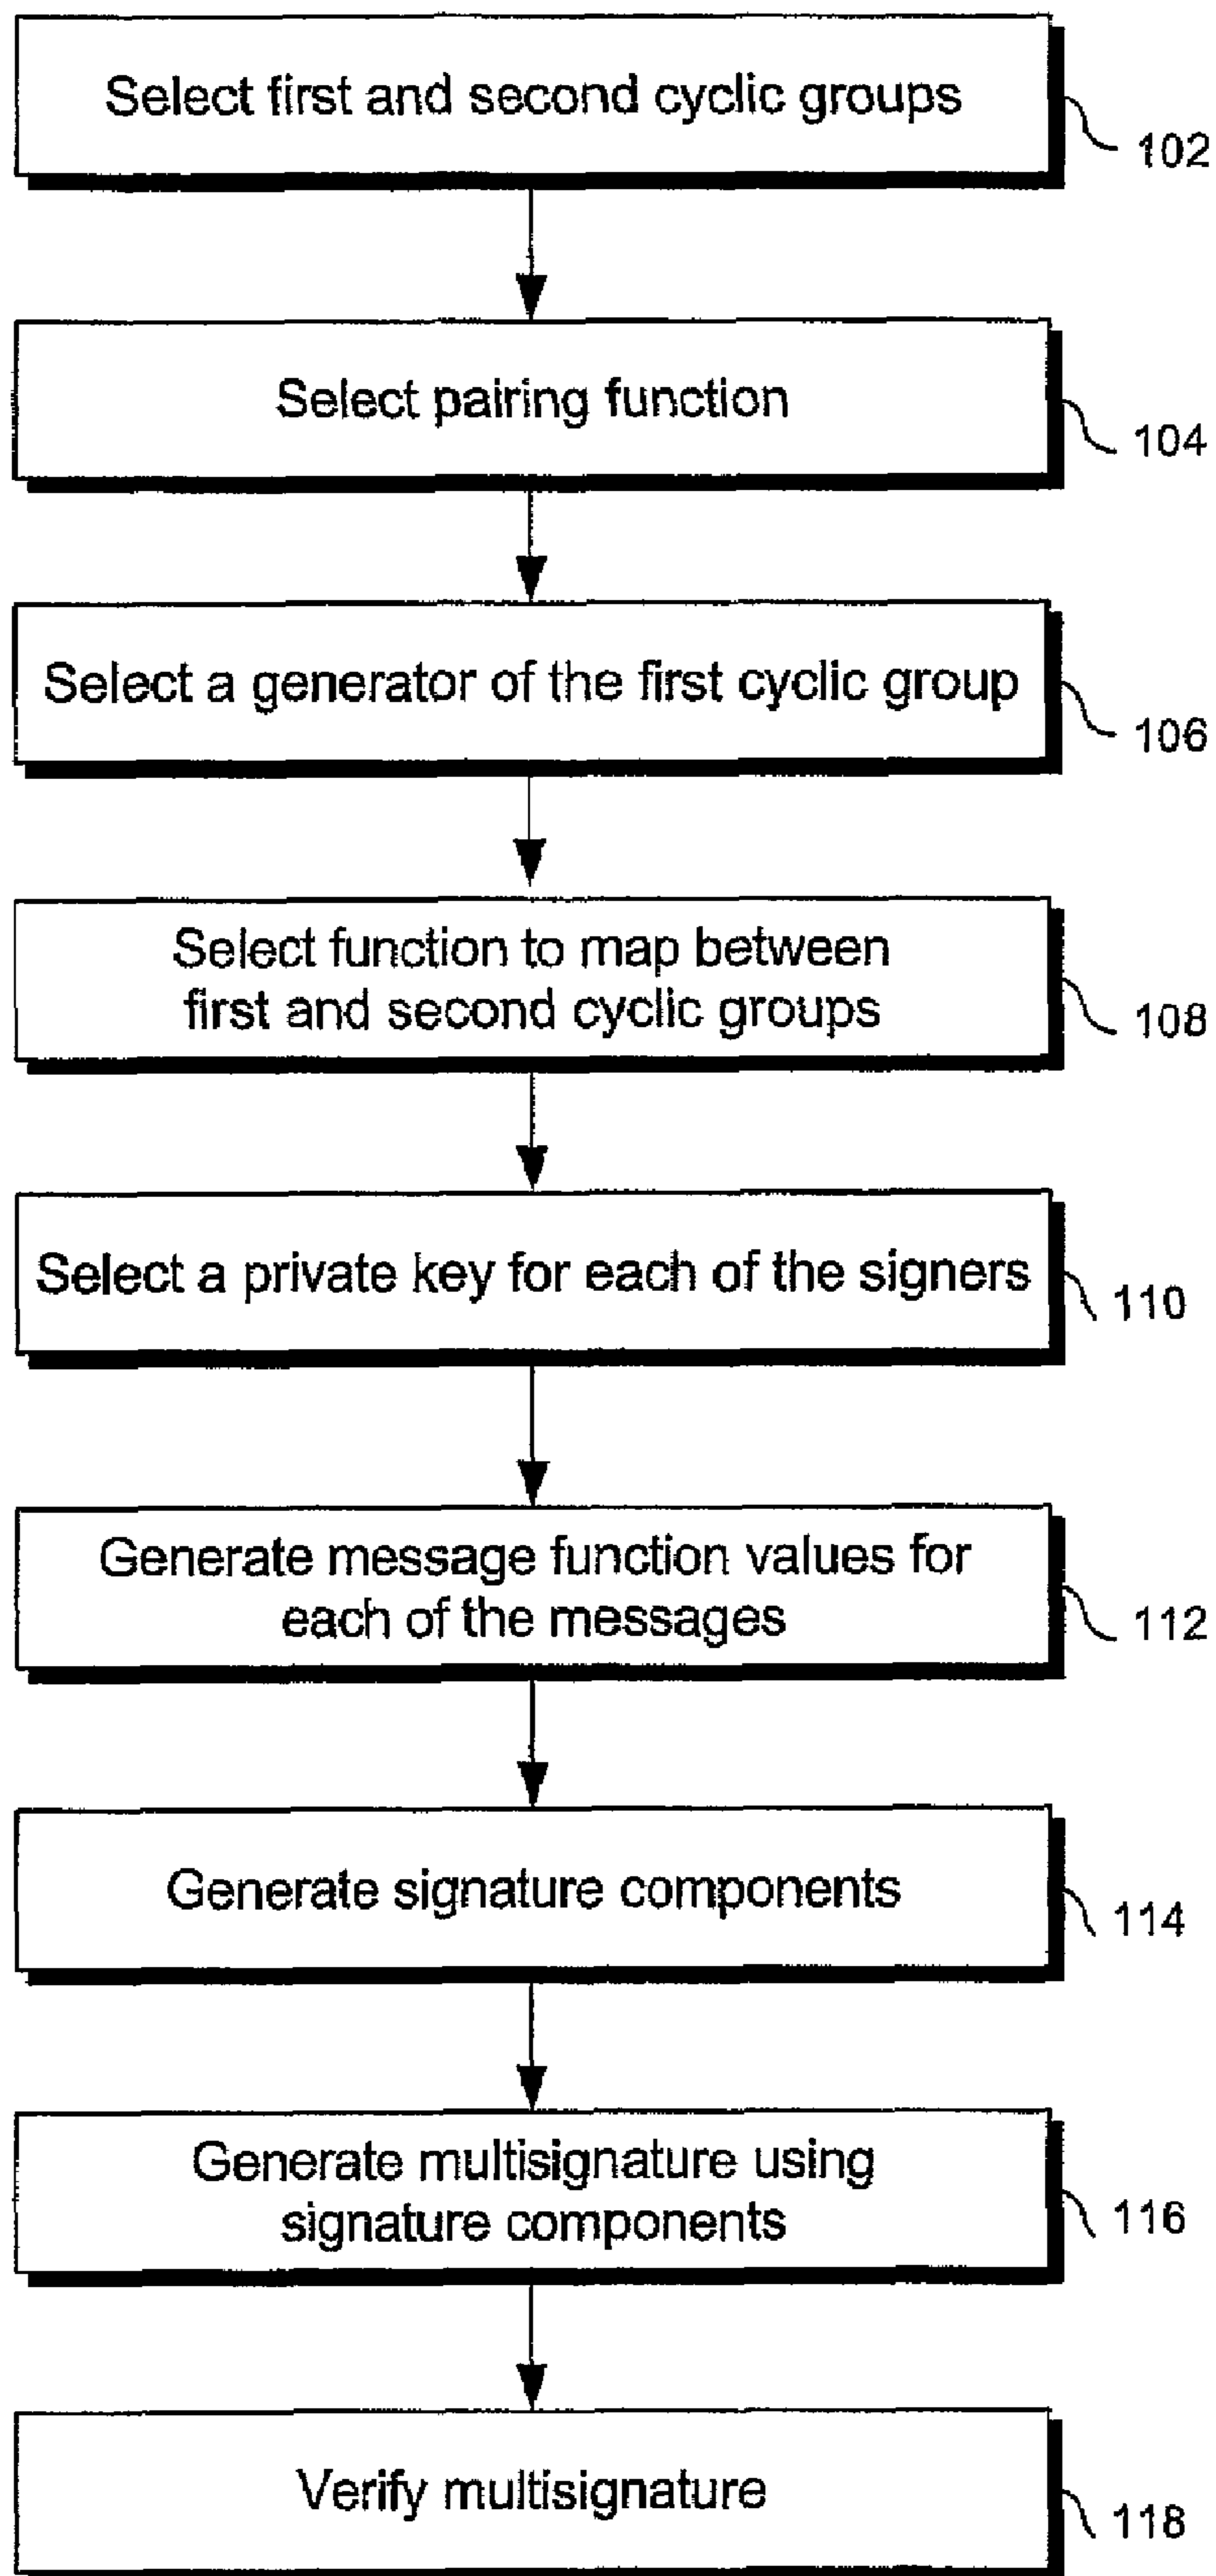 Select first and second cyclic groups
102
Select pairing function
104
Select a generator of the first cyclic group
106
Select function to map between
first and second cyclic groups
108
Select a private key for each of the signers
110
Generate message function values for
each of the messages
112
Generate signature components
114
Generate multisignature using
signature components
116
Verify multisignature
118